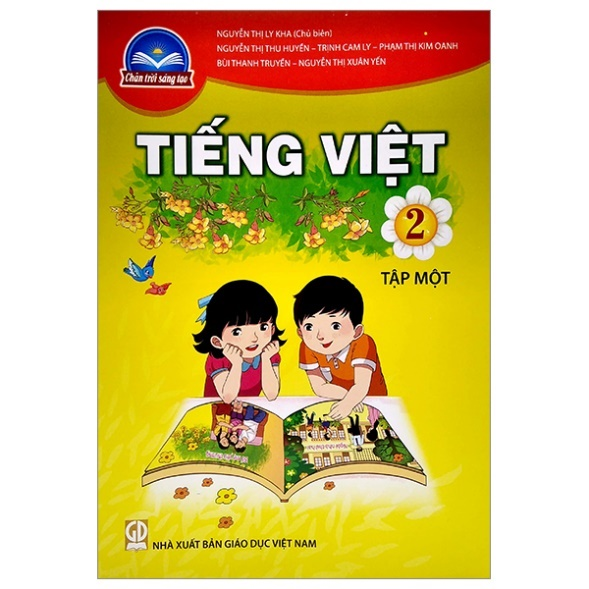 NGUYỄN THỊ LY KHA (Chủ biên)
NGUYỄN THỊ THU HUYỀN – TRỊNH CAM LY – PHẠM THỊ KIM OANH
BÙI THANH TRUYỀN – NGUYỄN THỊ XUÂN YẾN
Chân trời sáng tạo
TIẾNG VIỆT
2
TẬP MỘT
GD
NHÀ XUẤT BẢN GIÁO DỤC VIỆT NAM